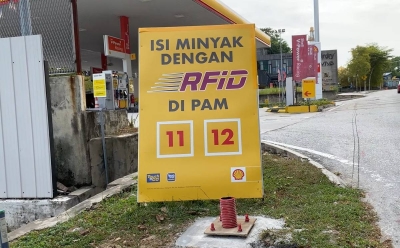 ISI MINYAK
DENGAN
RFiD
DI PAM
11 12